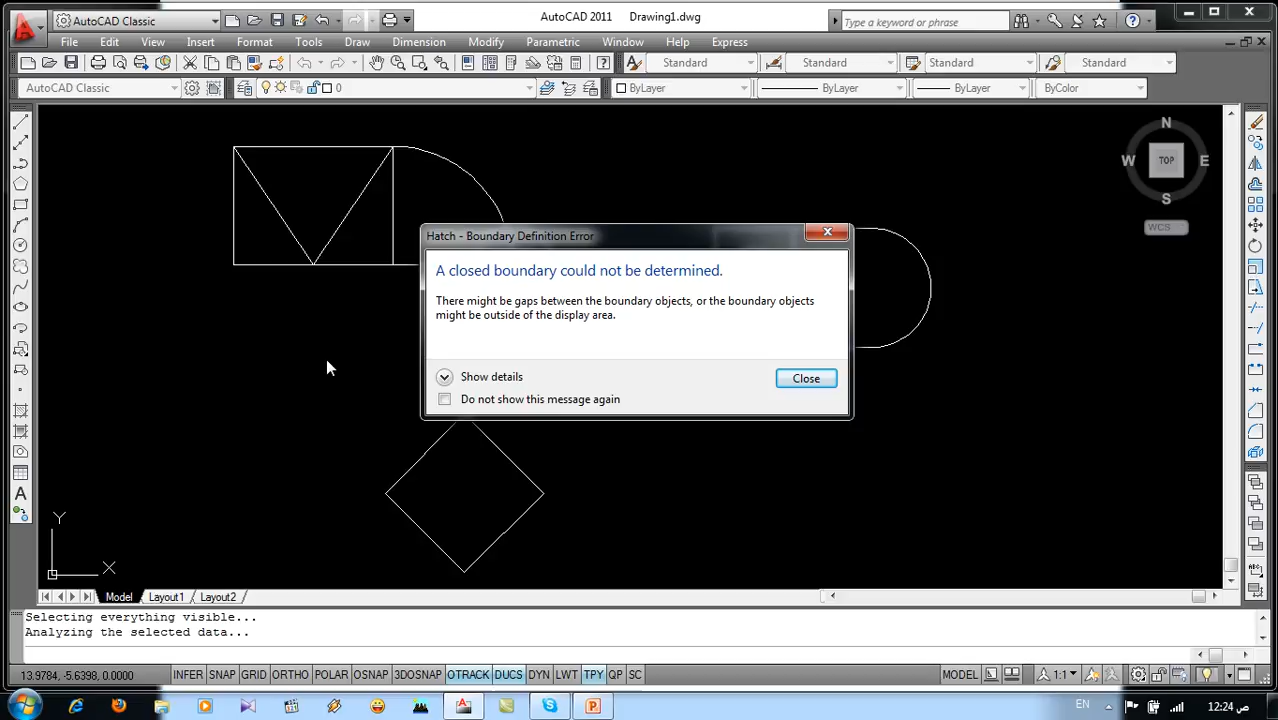 AutoCAD Classic
AutoCAD 2011 Drawing1.dwg
Type a keyword or phrase
File Edit View Insert Format Tools Draw Dimension Modify Parametric Window Help Express
Standard Standard Standard Standard
AutoCAD Classic 0 ByLayer ByLayer ByLayer ByColor
N
W TOP E
S
WCS
Hatch - Boundary Definition Error
A closed boundary could not be determined.
There might be gaps between the boundary objects, or the boundary objects
might be outside of the display area.
Show details Close
Do not show this message again
A
Y
X
Model Layout1 Layout2
Selecting everything visible...
Analyzing the selected data...
13.9784, -5.6398, 0.0000 INFER SNAP GRID ORTHO POLAR OSNAP 3DOSNAP OTRACK DUCS DYN LWT TPY QP SC MODEL 1:1
EN 12:24 ص